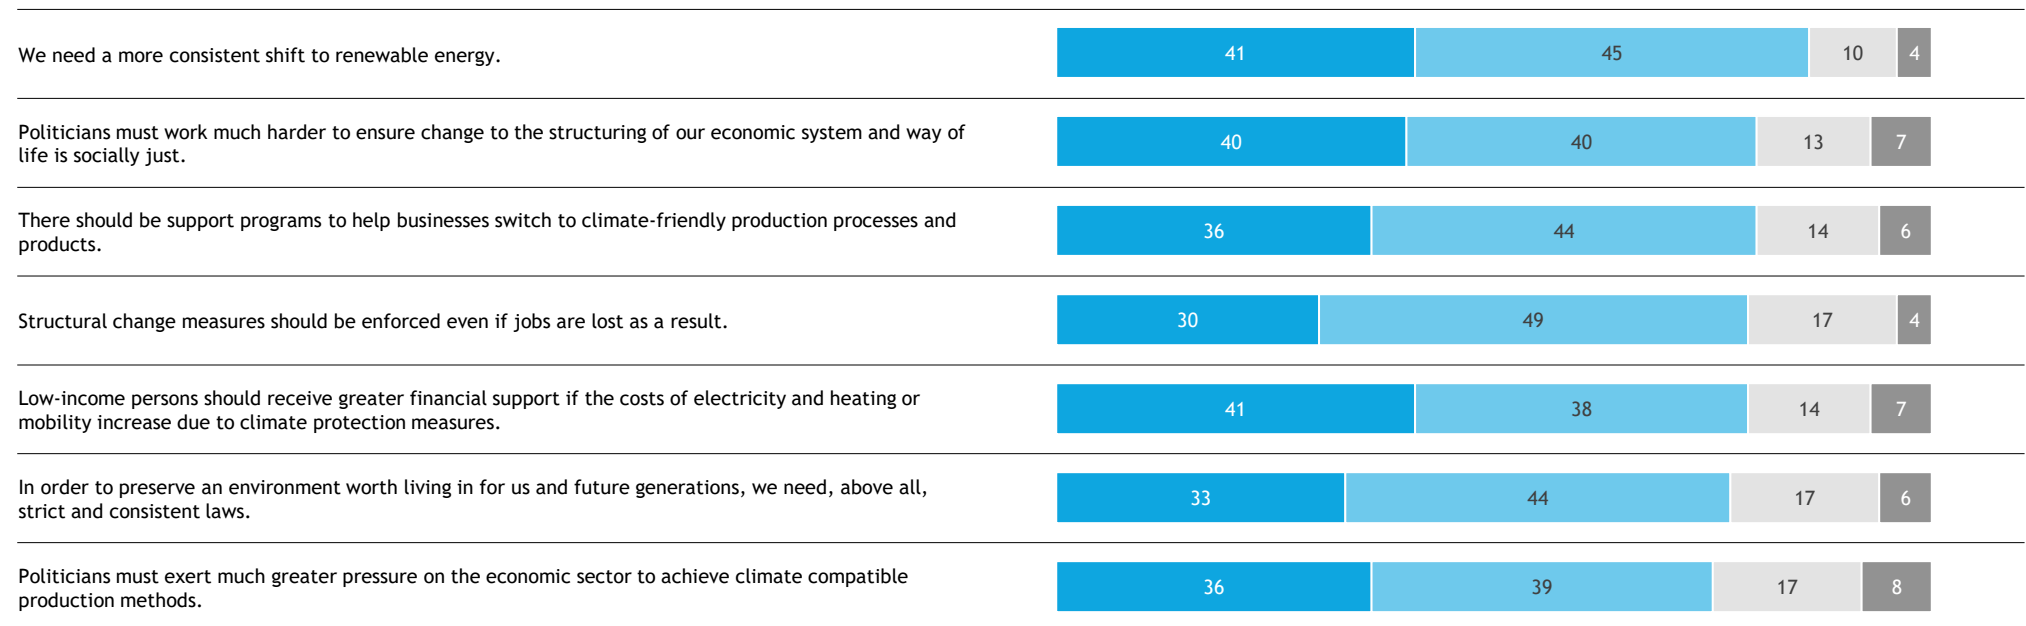 We need a more consistent shift to renewable energy.
41 45 10 4
Politicians must work much harder to ensure change to the structuring of our economic system and way of
life is socially just.
40 40 13 7
There should be support programs to help businesses switch to climate-friendly production processes and
products.
36 44 14 6
Structural change measures should be enforced even if jobs are lost as a result.
30 49 17 4
Low-income persons should receive greater financial support if the costs of electricity and heating or
mobility increase due to climate protection measures.
41 38 14 7
In order to preserve an environment worth living in for us and future generations, we need, above all,
strict and consistent laws.
33 44 17 6
Politicians must exert much greater pressure on the economic sector to achieve climate compatible
production methods.
36 39 17 8